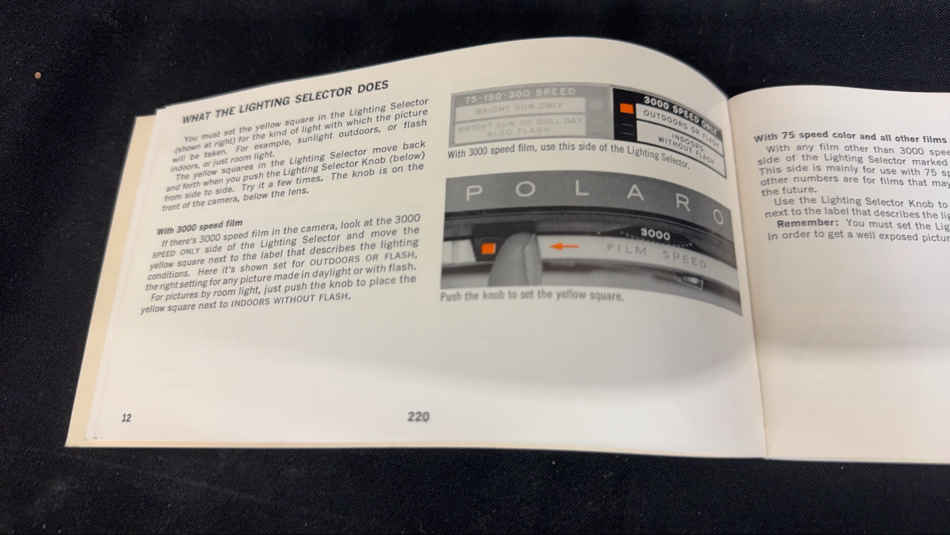 WHAT THE LIGHTING SELECTOR DOES
You must set the yellow square in the Lighting Selector
(shown at right) for the kind of light with which the picture
will be taken. For example, sunlight outdoors, or flash
indoors, or just room light.
The yellow squares in the Lighting Selector move back
and forth when you push the Lighting Selector Knob (below)
from side to side. Try it a few times. The knob is on the
front of the camera, below the lens.
With 3000 speed film
If there's 3000 speed film in the camera, look at the 3000
SPEED ONLY side of the Lighting Selector and move the
yellow square next to the label that describes the lighting
conditions. Here it's shown set for OUTDOORS OR FLASH,
the right setting for any picture made in daylight or with flash.
For pictures by room light, just push the knob to place the
yellow square next to INDOORS WITHOUT FLASH.
12
220
75-150-300 SPEED
BRIGHT SUN ONLY
BRIGHT SUN OR DULL DAY
ALSO FLASH
3000 SPEED ONLY
OUTDOORS OR FLASH
INDOORS
WITHOUT FLASH
With 3000 speed film, use this side of the Lighting Selector.
POLARO
3000
FILM SPEED
Push the knob to set the yellow square.
With 75 speed color and all other films
With any film other than 3000 spee
side of the Lighting Selector marked
This side is mainly for use with 75 sp
other numbers are for films that may
the future.
Use the Lighting Selector Knob to
next to the label that describes the li
Remember: You must set the Lig
in order to get a well exposed pictur